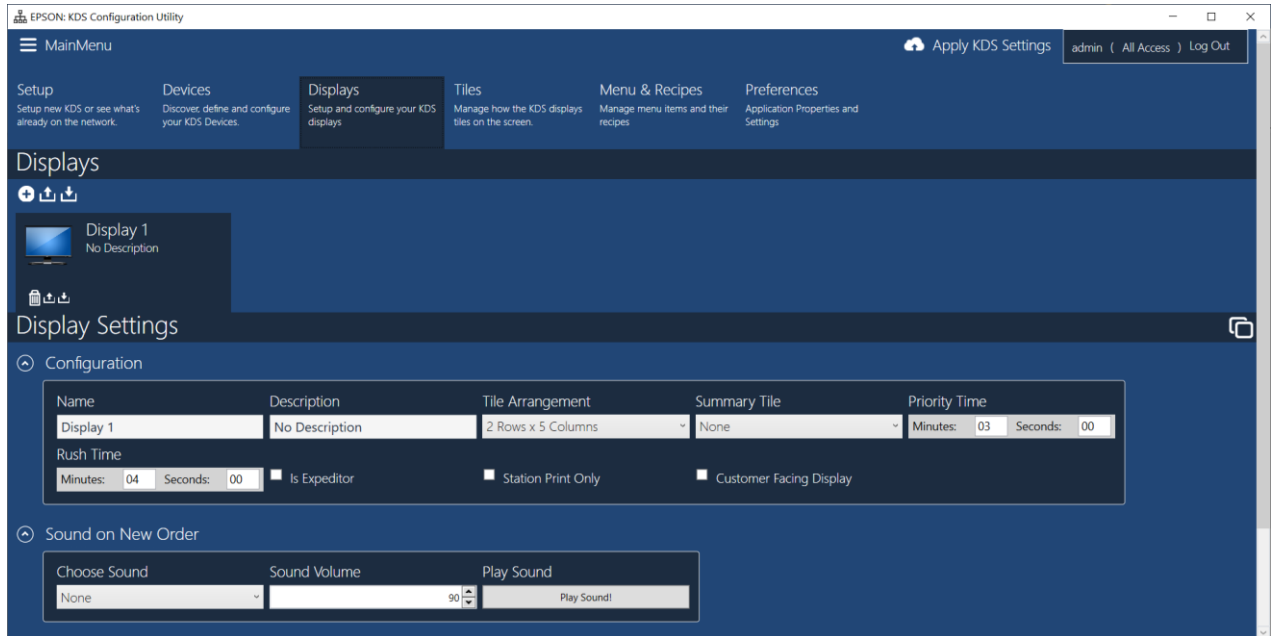 EPSON: KDS Configuration Utility
MainMenu
Apply KDS Settings
admin ( All Access ) Log Out
Setup
Setup new KDS or see what's
already on the network.
Devices
Discover, define and configure
your KDS Devices.
Displays
Setup and configure your KDS
displays
Tiles
Manage how the KDS displays
tiles on the screen.
Menu & Recipes
Manage menu items and their
recipes
Preferences
Application Properties and
Settings
Displays
Display 1
No Description
Display Settings
Configuration
Name
Display 1
Description
No Description
Tile Arrangement
2 Rows x 5 Columns
Summary Tile
None
Priority Time
Minutes: 03 Seconds: 00
Rush Time
Minutes: 04 Seconds: 00
Is Expeditor
Station Print Only
Customer Facing Display
Sound on New Order
Choose Sound
None
Sound Volume
90
Play Sound
Play Sound!